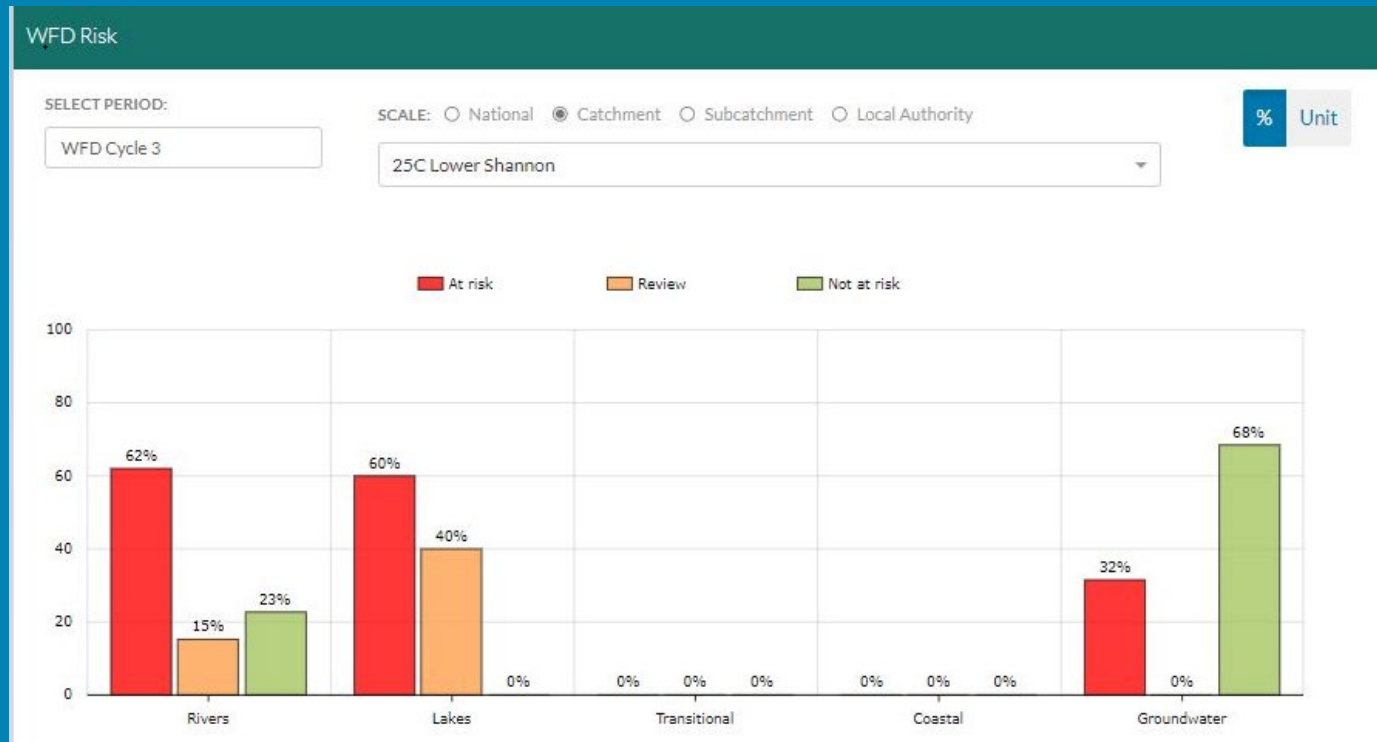 WFD Risk
SELECT PERIOD:
WFD Cycle 3
SCALE: National Catchment Subcatchment Local Authority
25C Lower Shannon
% Unit
At risk Review Not at risk
100
80
60
40
20
0
62% 15% 23%
60% 40% 0%
0% 0% 0%
0% 0% 0%
32% 0% 68%
Rivers Lakes Transitional Coastal Groundwater